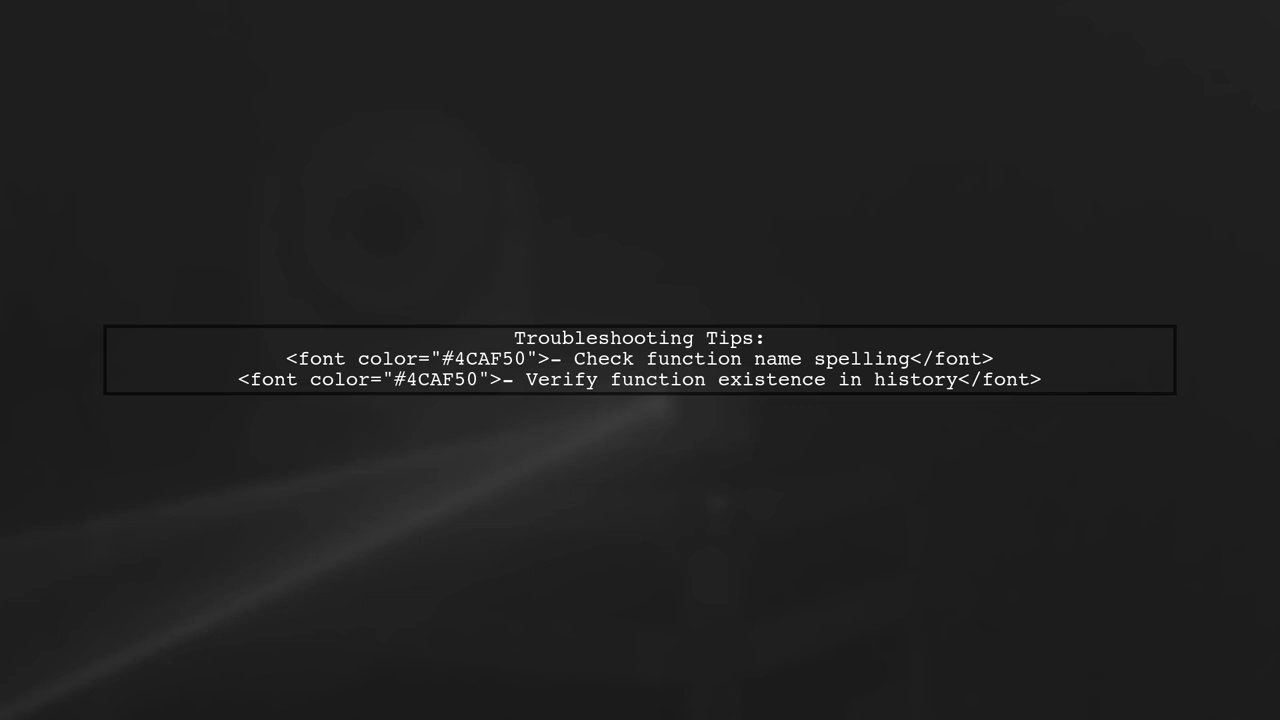 Troubleshooting Tips:
<font color="#4CAF50">– Check function name spelling</font>
<font color="#4CAF50">– Verify function existence in history</font>